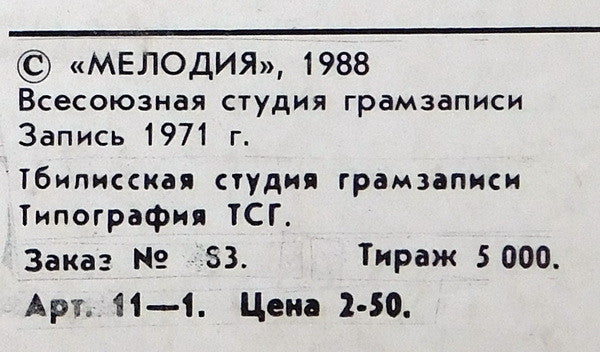 © «МЕЛОДИЯ», 1988
Всесоюзная студия грамзаписи
Запись 1971 г.
Тбилисская студия грамзаписи
Типография ТСГ.
Заказ № 83. Тираж 5 000.
Арт. 11—1. Цена 2-50.